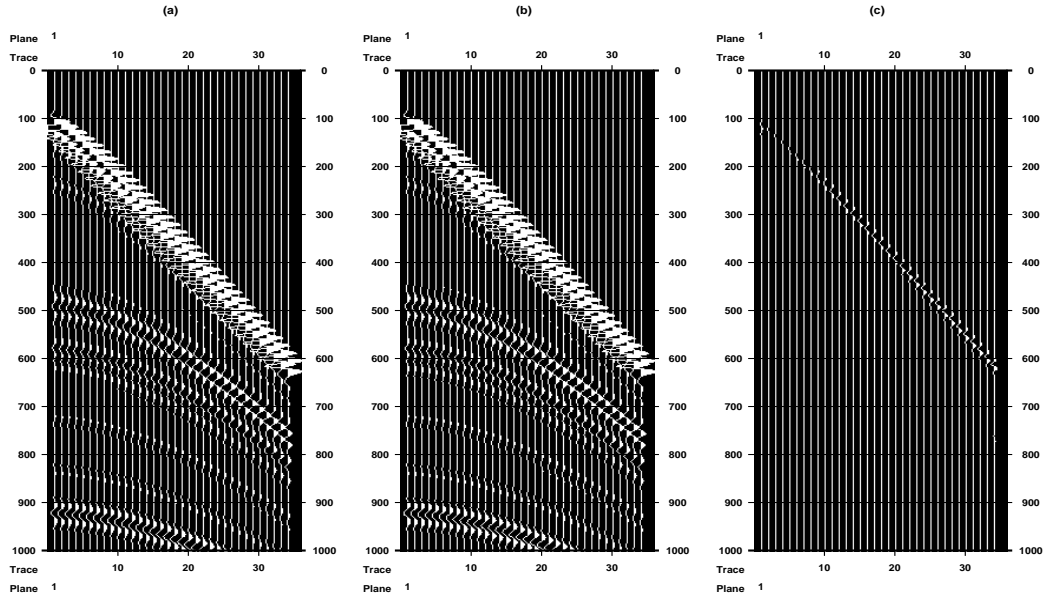 (a) (b) (c)
Plane 1 Plane 1 Plane 1
Trace 10 20 30 Trace 10 20 30 Trace 10 20 30
0 0 0 0 0 0
100 100 100 100 100 100
200 200 200 200 200 200
300 300 300 300 300 300
400 400 400 400 400 400
500 500 500 500 500 500
600 600 600 600 600 600
700 700 700 700 700 700
800 800 800 800 800 800
900 900 900 900 900 900
1000 1000 1000 1000 1000 1000
Trace 10 20 30 Trace 10 20 30 Trace 10 20 30
Plane 1 Plane 1 Plane 1